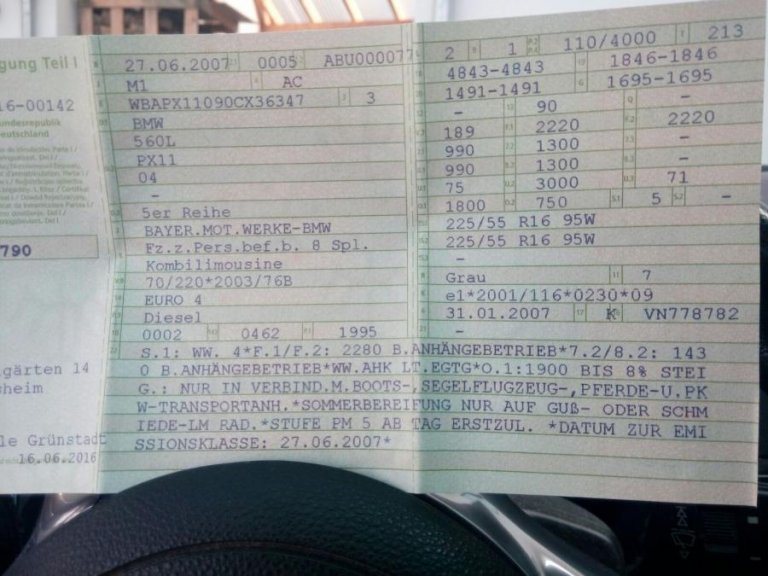 gung Teil I
6-00142
undesrepublik
eutschland
790
gärten 14
sheim
le Grünstadt
16.06.2016
27.06.2007 0005 ABU000077
M1 AC
WBAPX11090CX36347 3
BMW
560L
PX11
04
-
5er Reihe
BAYER.MOT.WERKE-BMW
Fz.z.Pers.bef.b. 8 Spl.
Kombilimousine
70/220*2003/76B
EURO 4
Diesel
0002 0462 1995
2 1 110/4000 213
4843-4843 1846-1846
1491-1491 1695-1695
- 90 -
189 2220 2220
990 1300 -
990 1300 -
75 3000 71
1800 750 5 -
225/55 R16 95W
225/55 R16 95W
-
Grau 7
e1*2001/116*0230*09
31.01.2007 K VN778782
-
S.1: WW. 4*F.1/F.2: 2280 B.ANHÄNGEBETRIEB*7.2/8.2: 143
0 B.ANHÄNGEBETRIEB*WW.AHK LT.EGTG*O.1:1900 BIS 8% STEI
G.: NUR IN VERBIND.M.BOOTS-,SEGELFLUGZEUG-,PFERDE-U.PK
W-TRANSPORTANH.*SOMMERBEREIFUNG NUR AUF GUß- ODER SCHM
IEDE-LM RAD.*STUFE PM 5 AB TAG ERSTZUL. *DATUM ZUR EMI
SSIONSKLASSE: 27.06.2007*